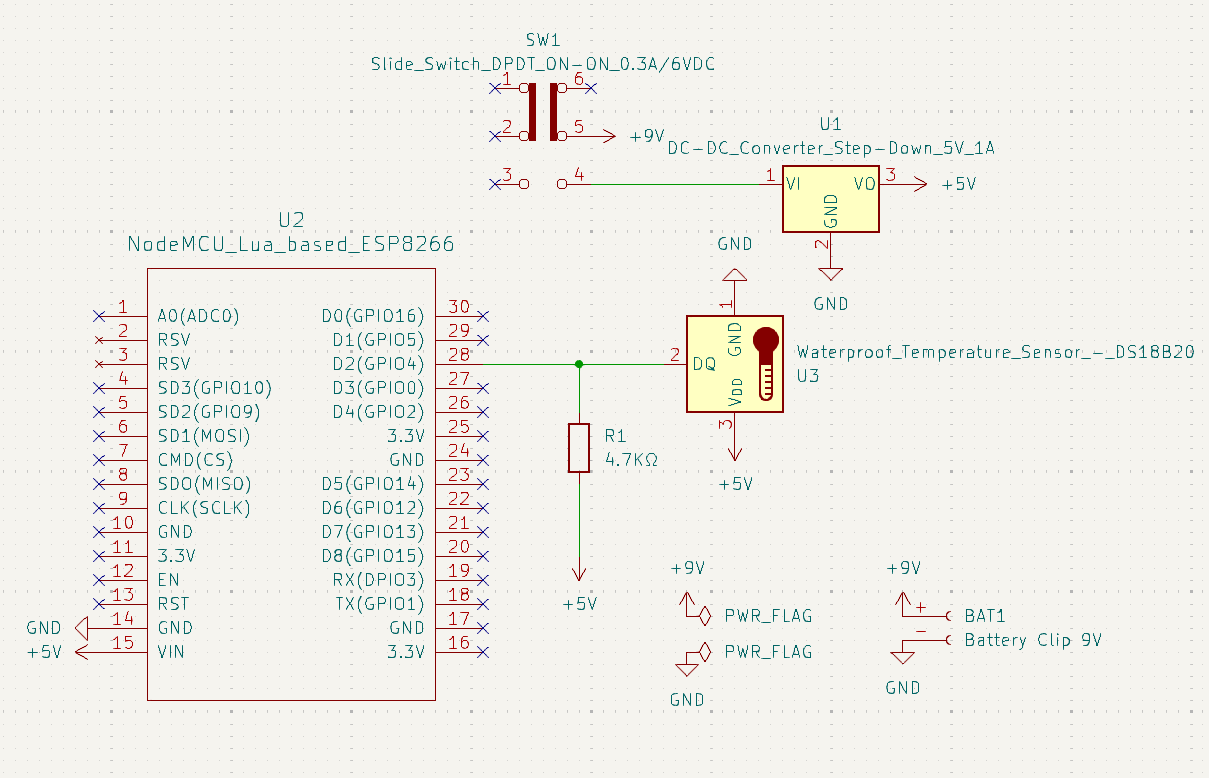 SW1
Slide_Switch_DPDT_ON-ON_0.3A/6VDC
1 6
2 5 +9V
3 4
U1
DC-DC_Converter_Step-Down_5V_1A
1 VI VO 3 +5V
GND
2
GND
U2
NodeMCU_Lua_based_ESP8266
1 A0(ADC0) D0(GPIO16) 30
2 RSV D1(GPIO5) 29
3 RSV D2(GPIO4) 28
4 SD3(GPIO10) D3(GPIO0) 27
5 SD2(GPIO9) D4(GPIO2) 26
6 SD1(MOSI) 3.3V 25
7 CMD(CS) GND 24
8 SDO(MISO) D5(GPIO14) 23
9 CLK(SCLK) D6(GPIO12) 22
10 GND D7(GPIO13) 21
11 3.3V D8(GPIO15) 20
12 EN RX(DPIO3) 19
13 RST TX(GPIO1) 18
GND 14 GND GND 17
+5V 15 VIN 3.3V 16
GND
1
GND
2 DQ
VDD
3
+5V
Waterproof_Temperature_Sensor_-_DS18B20
U3
R1
4.7KΩ
+5V
+9V
PWR_FLAG
PWR_FLAG
GND
+9V
+ BAT1
- Battery Clip 9V
GND